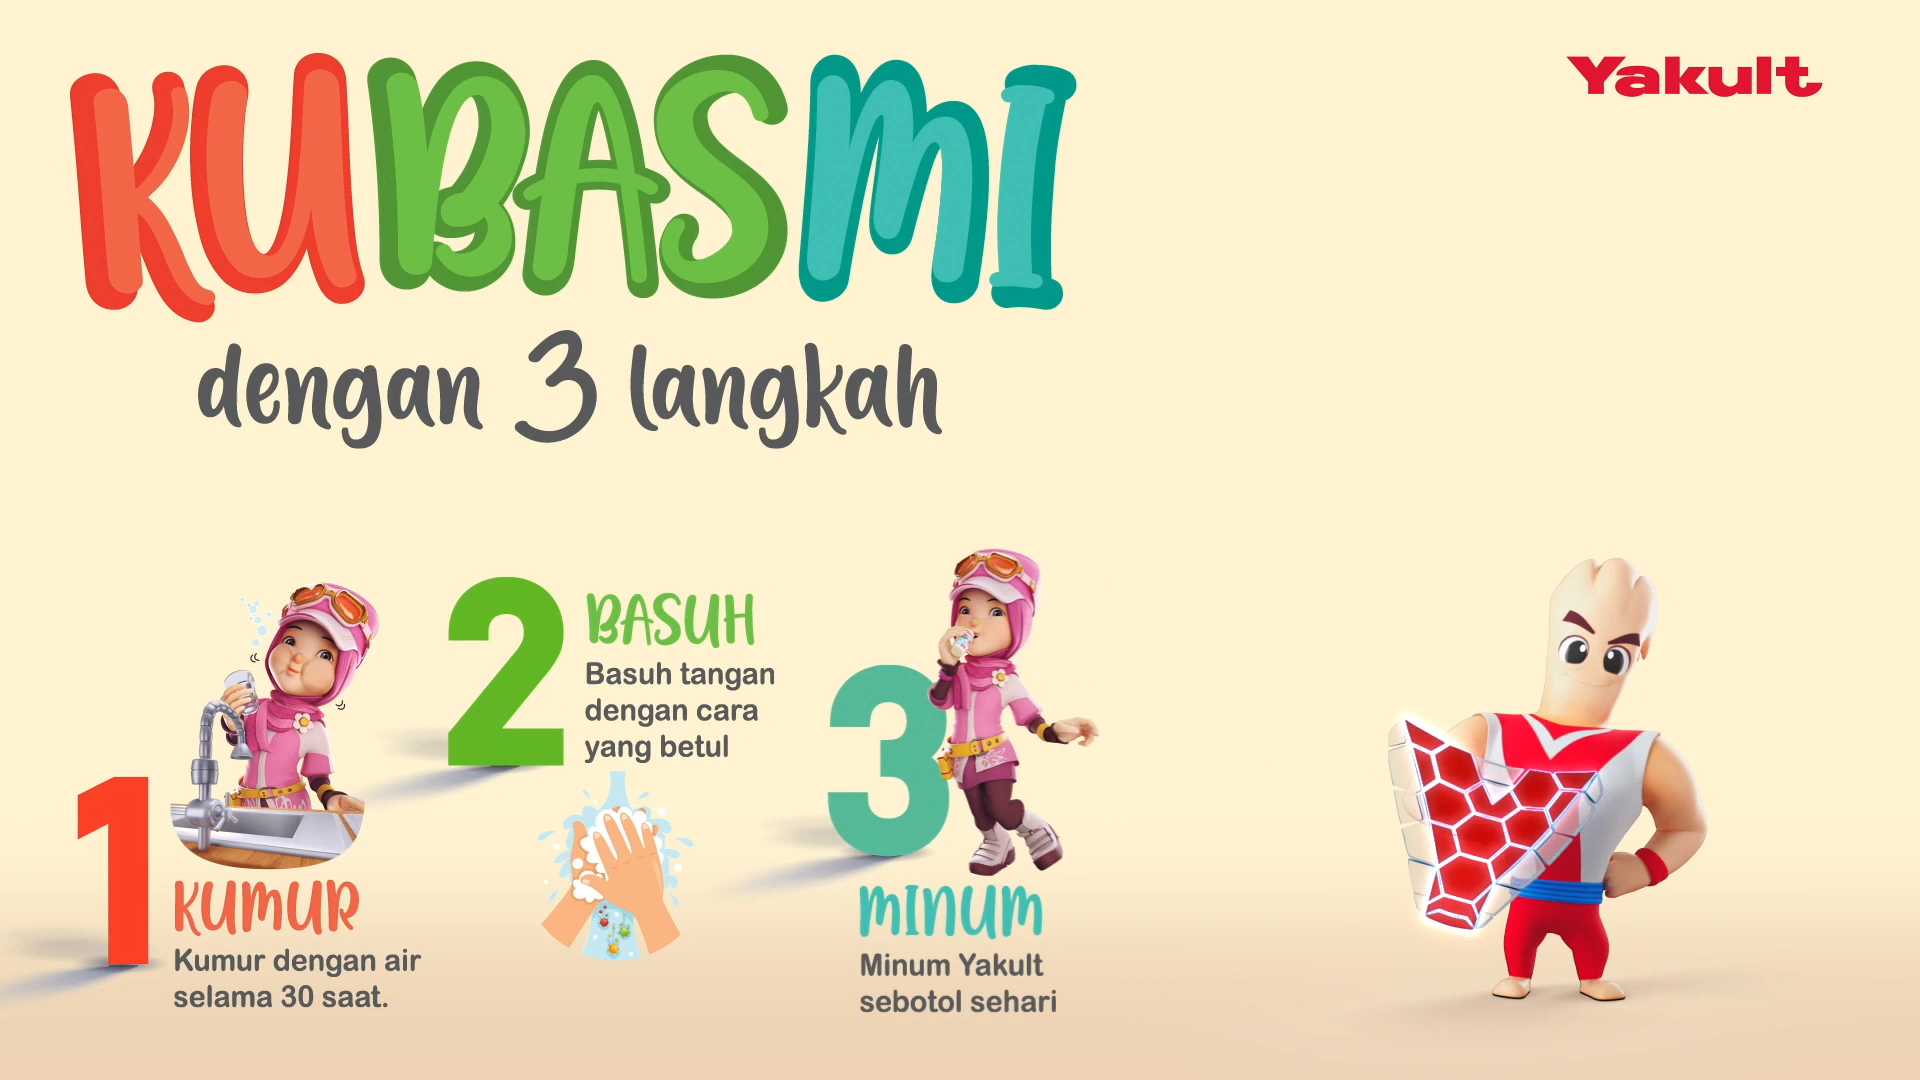 KUBASMI
Yakult
dengan 3 langkah
1
KUMUR
Kumur dengan air
selama 30 saat.
2
BASUH
Basuh tangan
dengan cara
yang betul
3
MINUM
Minum Yakult
sebotol sehari